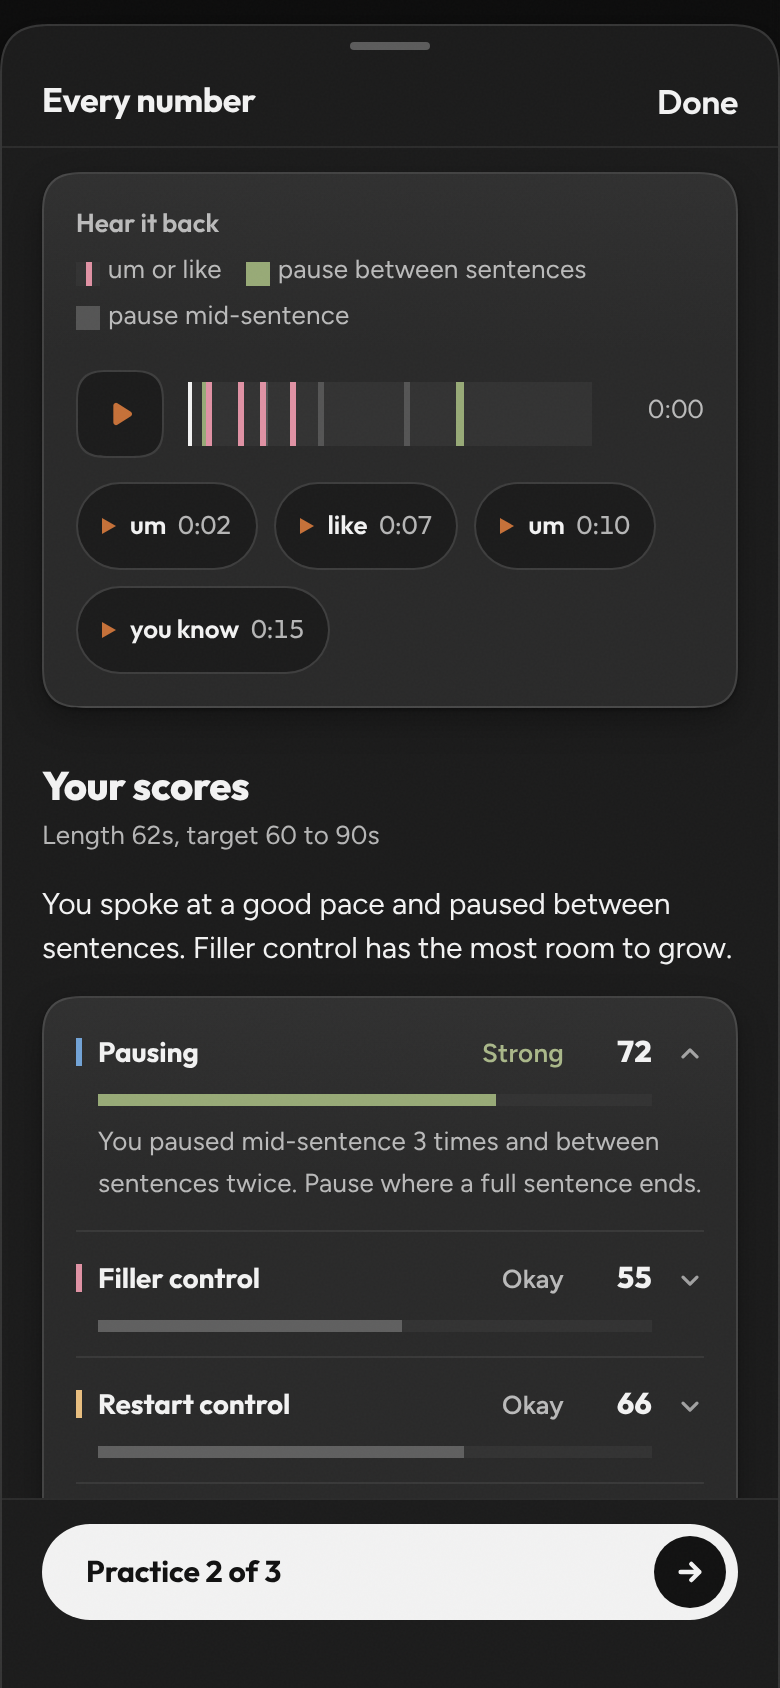 Every number
Done
Hear it back
um or like
pause between sentences
pause mid-sentence
0:00
um 0:02
like 0:07
um 0:10
you know 0:15
Your scores
Length 62s, target 60 to 90s
You spoke at a good pace and paused between
sentences. Filler control has the most room to grow.
Pausing
Strong
72
You paused mid-sentence 3 times and between
sentences twice. Pause where a full sentence ends.
Filler control
Okay
55
Restart control
Okay
66
Practice 2 of 3